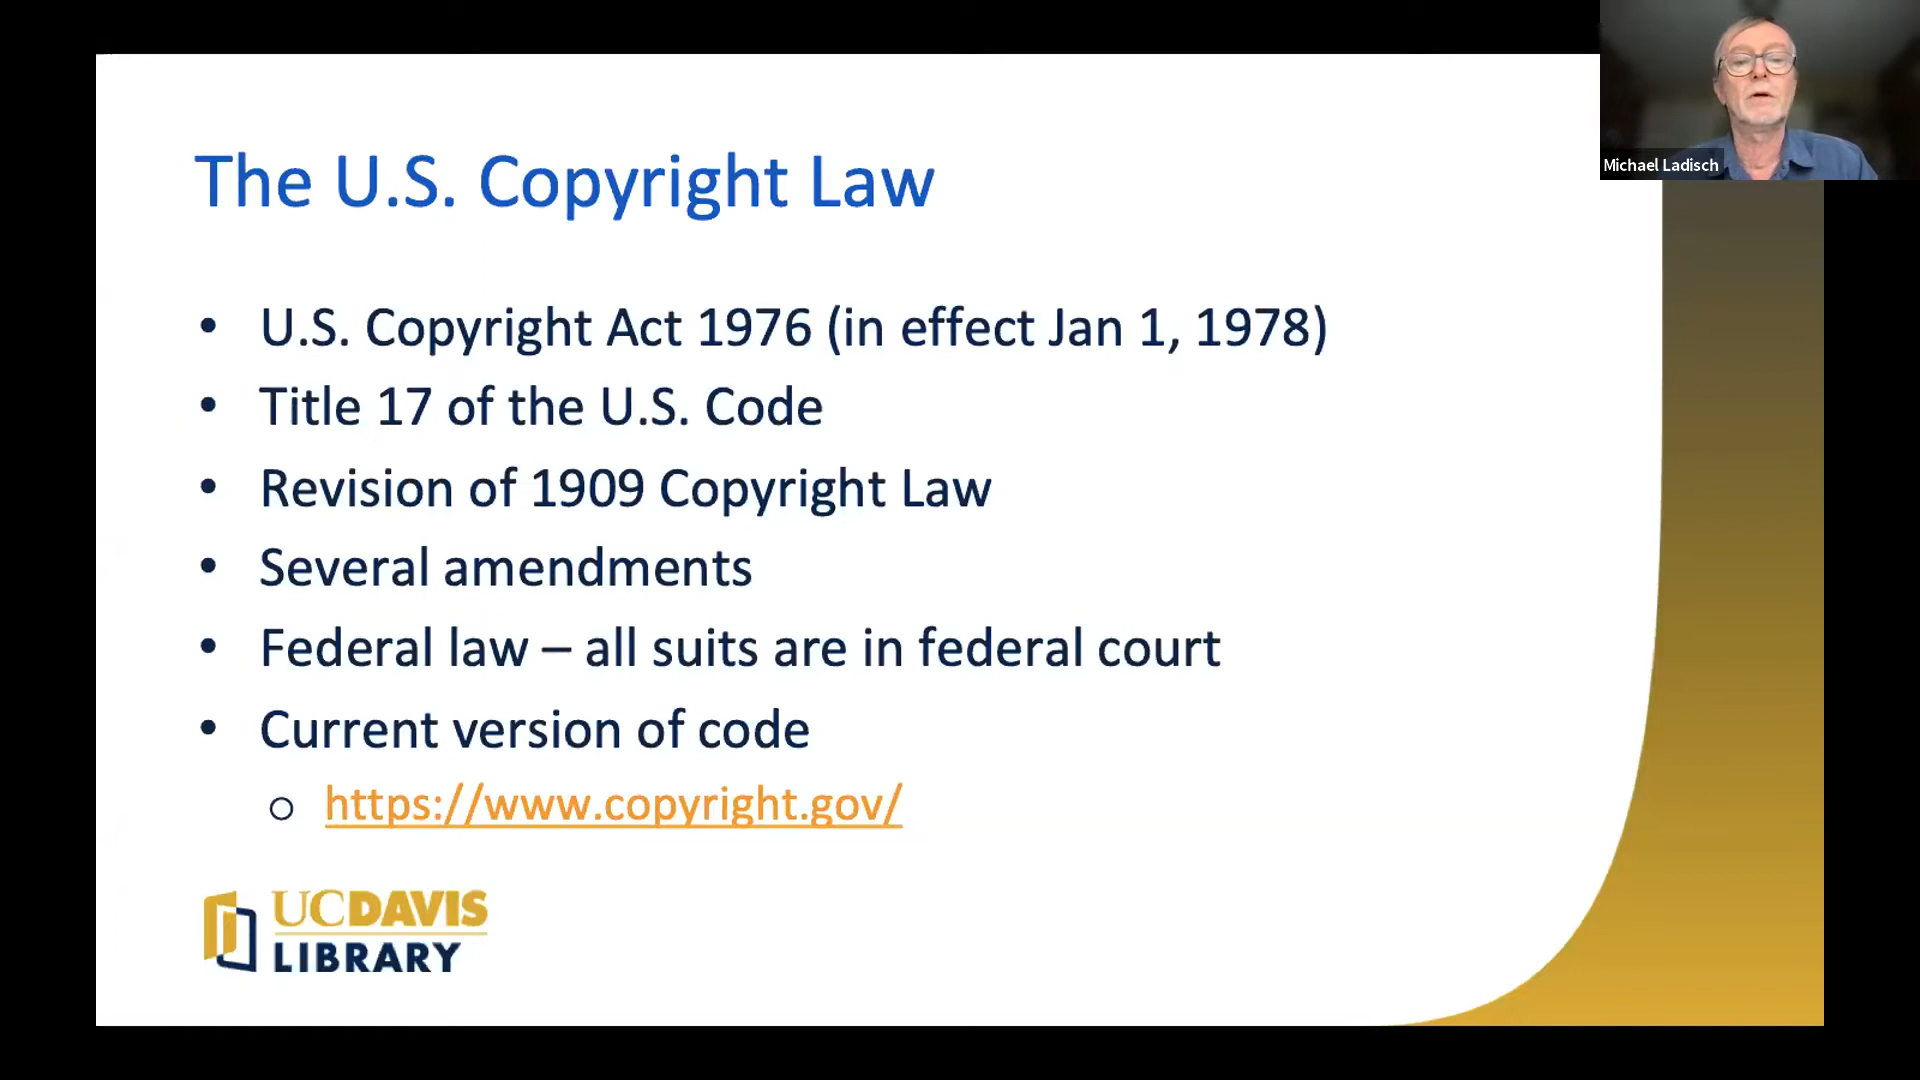 Michael Ladisch
The U.S. Copyright Law
• U.S. Copyright Act 1976 (in effect Jan 1, 1978)
• Title 17 of the U.S. Code
• Revision of 1909 Copyright Law
• Several amendments
• Federal law – all suits are in federal court
• Current version of code
○ https://www.copyright.gov/
UCDAVIS
LIBRARY